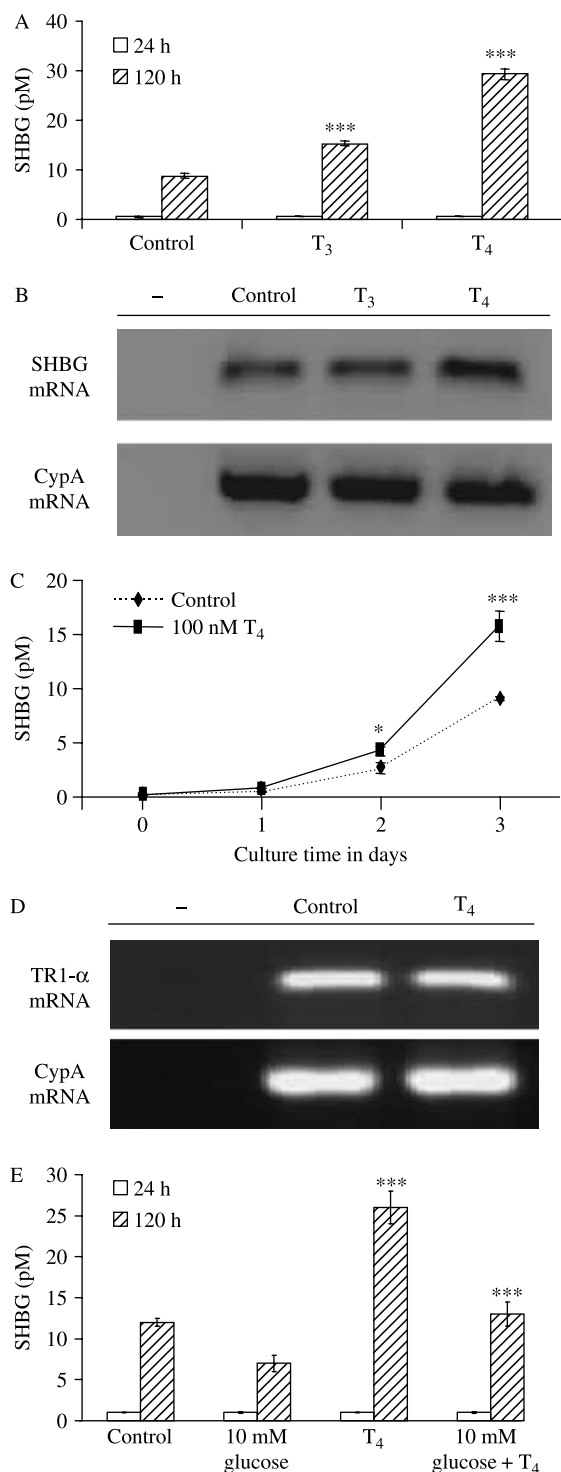 A
40
30
20
10
0
SHBG (pM)
24 h
120 h
***
***
Control T3 T4
B
– Control T3 T4
SHBG
mRNA
CypA
mRNA
C
20
15
10
5
0
SHBG (pM)
Control
100 nM T4
*
***
0 1 2 3
Culture time in days
D
– Control T4
TR1-α
mRNA
CypA
mRNA
E
30
25
20
15
10
5
0
SHBG (pM)
24 h
120 h
***
***
Control 10 mM T4 10 mM
glucose glucose + T4